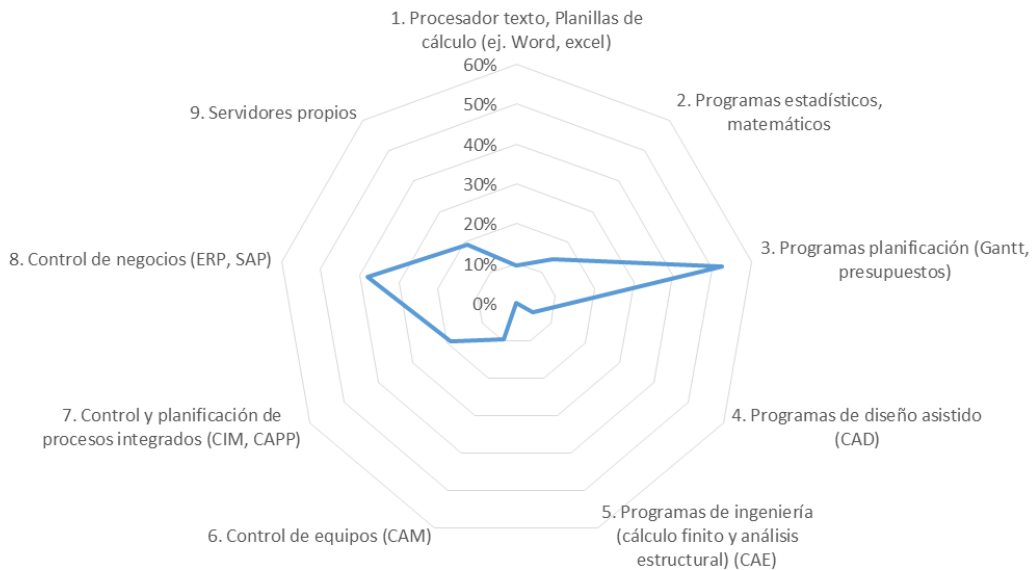 1. Procesador texto, Planillas de
cálculo (ej. Word, excel)
60%
50%
40%
30%
20%
10%
0%
2. Programas estadísticos,
matemáticos
3. Programas planificación (Gantt,
presupuestos)
4. Programas de diseño asistido
(CAD)
5. Programas de ingeniería
(cálculo finito y análisis
estructural) (CAE)
6. Control de equipos (CAM)
7. Control y planificación de
procesos integrados (CIM, CAPP)
8. Control de negocios (ERP, SAP)
9. Servidores propios